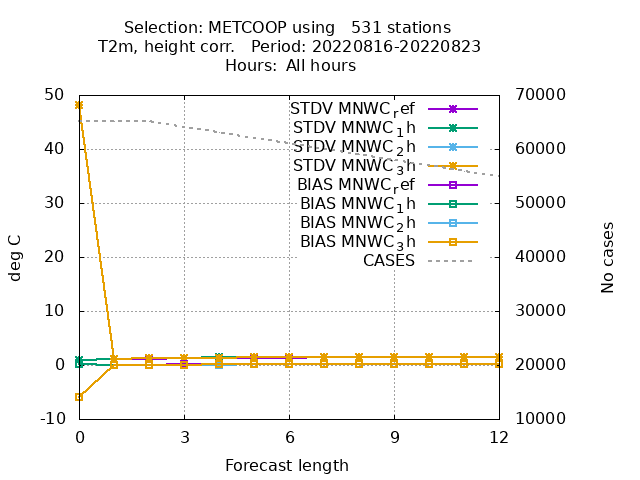 Selection: METCOOP using   531 stations
T2m, height corr.   Period: 20220816-20220823
Hours:  All hours
50 70000
STDV MNWC_ref
STDV MNWC_1h
40 STDV MNWC_2h 60000
STDV MNWC_3h
BIAS MNWC_ref
30 BIAS MNWC_1h 50000
BIAS MNWC_2h
BIAS MNWC_3h
20 CASES 40000
deg C
No cases
10 30000
0 20000
-10 10000
0 3 6 9 12
Forecast length